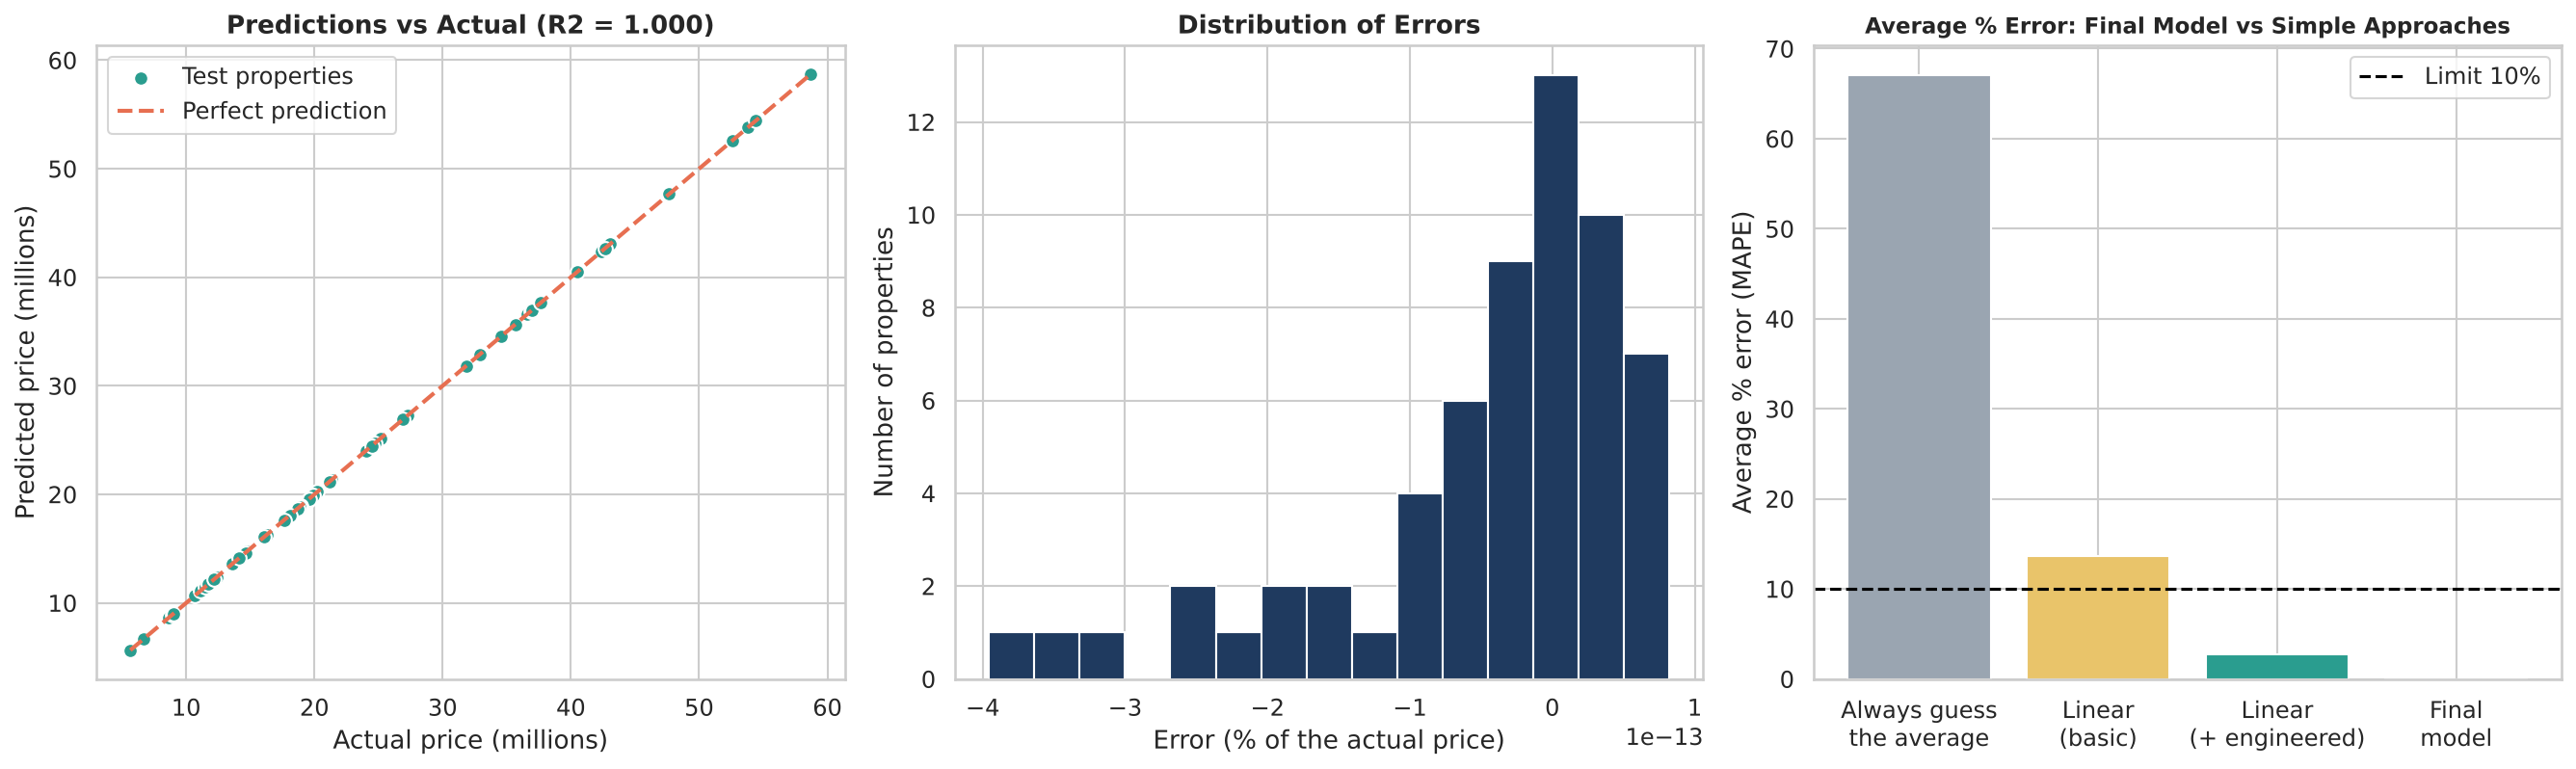 Predictions vs Actual (R2 = 1.000)
60
50
40
30
20
10
Predicted price (millions)
Test properties
Perfect prediction
10 20 30 40 50 60
Actual price (millions)
Distribution of Errors
12
10
8
6
4
2
0
Number of properties
−4 −3 −2 −1 0 1
1e−13
Error (% of the actual price)
Average % Error: Final Model vs Simple Approaches
70
60
50
40
30
20
10
0
Average % error (MAPE)
Limit 10%
Always guess
the average
Linear
(basic)
Linear
(+ engineered)
Final
model